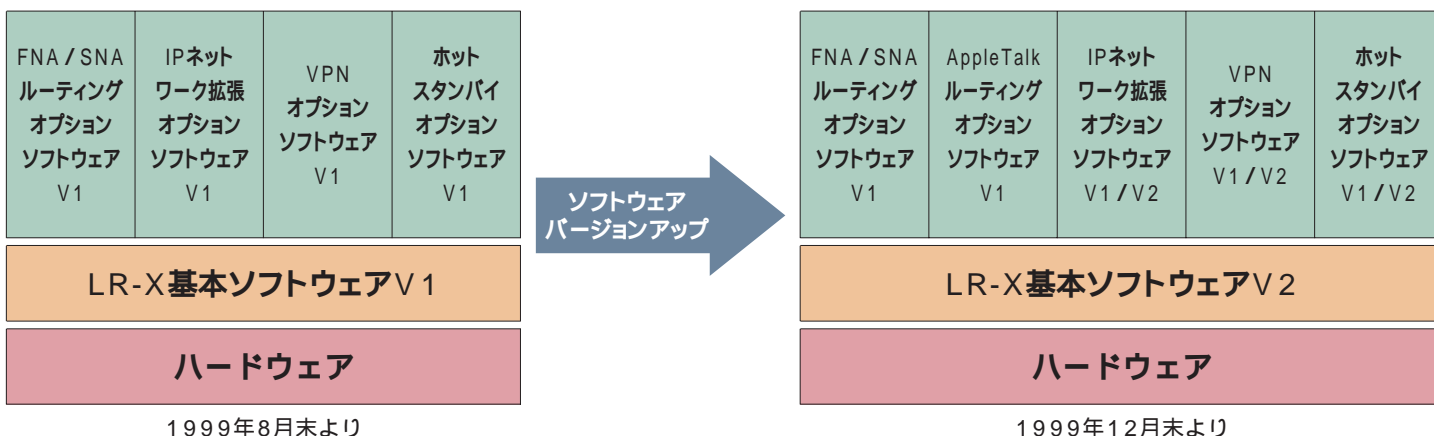 FNA/SNA
ルーティング
オプション
ソフトウェア
V1
IPネット
ワーク拡張
オプション
ソフトウェア
V1
VPN
オプション
ソフトウェア
V1
ホット
スタンバイ
オプション
ソフトウェア
V1
LR-X基本ソフトウェアV1
ハードウェア
1999年8月末より
ソフトウェア
バージョンアップ
FNA/SNA
ルーティング
オプション
ソフトウェア
V1
AppleTalk
ルーティング
オプション
ソフトウェア
V1
IPネット
ワーク拡張
オプション
ソフトウェア
V1/V2
VPN
オプション
ソフトウェア
V1/V2
ホット
スタンバイ
オプション
ソフトウェア
V1/V2
LR-X基本ソフトウェアV2
ハードウェア
1999年12月末より